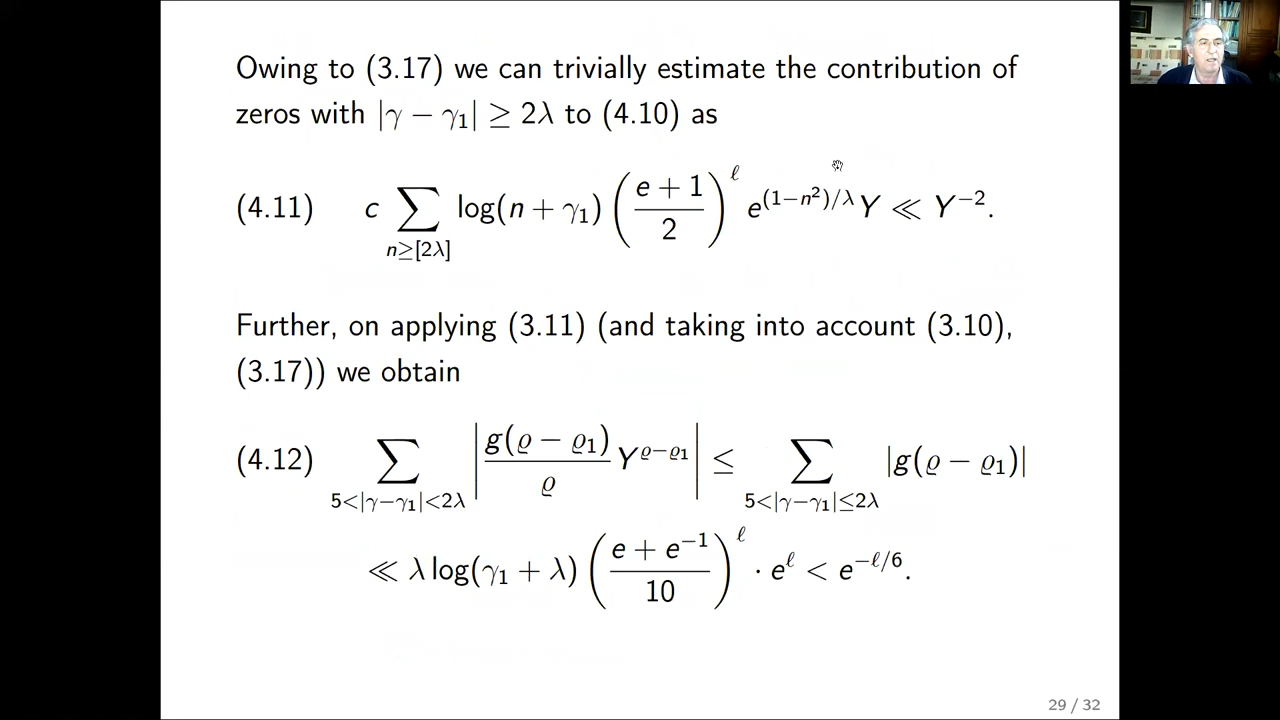 Owing to (3.17) we can trivially estimate the contribution of
zeros with |γ − γ₁| ≥ 2λ to (4.10) as
(4.11) c ∑_{n≥[2λ]} log(n + γ₁) ((e + 1)/2)^ℓ e^{(1−n²)/λ} Y ≪ Y^{−2}.
Further, on applying (3.11) (and taking into account (3.10),
(3.17)) we obtain
(4.12) ∑_{5<|γ−γ₁|<2λ} |g(ϱ − ϱ₁)/ϱ Y^{ϱ−ϱ₁}| ≤ ∑_{5<|γ−γ₁|≤2λ} |g(ϱ − ϱ₁)|
≪ λ log(γ₁ + λ) ((e + e^{−1})/10)^ℓ · e^ℓ < e^{−ℓ/6}.
29 / 32